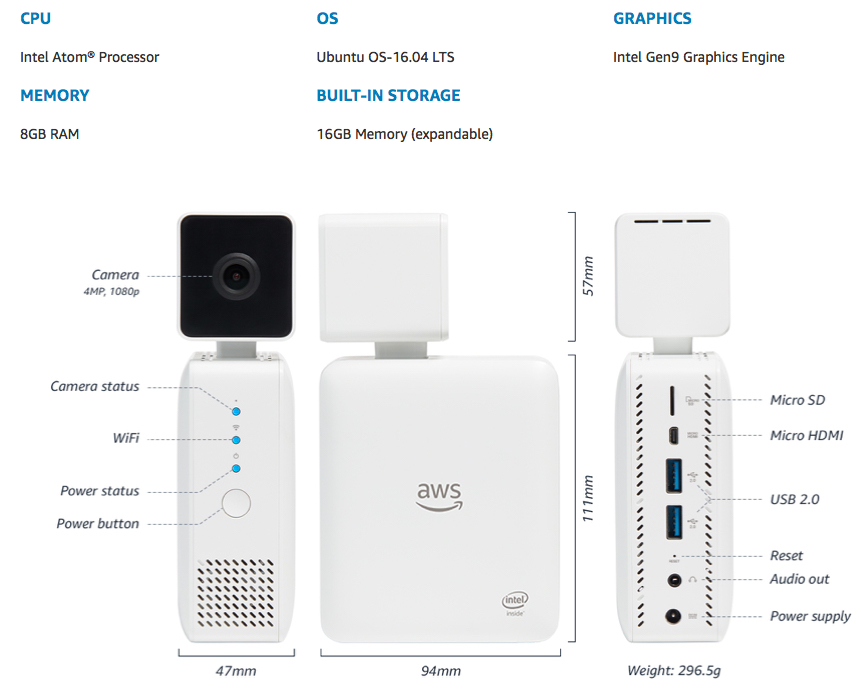 CPU
OS
GRAPHICS
Intel Atom® Processor
Ubuntu OS-16.04 LTS
Intel Gen9 Graphics Engine
MEMORY
BUILT-IN STORAGE
8GB RAM
16GB Memory (expandable)
Camera
4MP, 1080p
57mm
Camera status
WiFi
Power status
Power button
aws
intel
inside
111mm
Micro SD
Micro HDMI
USB 2.0
Reset
Audio out
Power supply
47mm
94mm
Weight: 296.5g